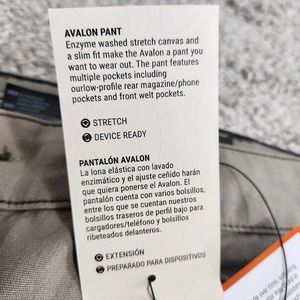 AVALON PANT
Enzyme washed stretch canvas and
a slim fit make the Avalon a pant you
want to wear out. The pant features
multiple pockets including
ourlow-profile rear magazine/phone
pockets and front welt pockets.
STRETCH
DEVICE READY
PANTALÓN AVALON
La lona elástica con lavado
enzimático y el ajuste ceñido harán
que quiera ponerse el Avalon. El
pantalón cuenta con varios bolsillos,
entre los que se cuentan nuestros
bolsillos traseros de perfil bajo para
cargadores/teléfono y bolsillos
ribeteados delanteros.
EXTENSIÓN
PREPARADO PARA DISPOSITIVOS